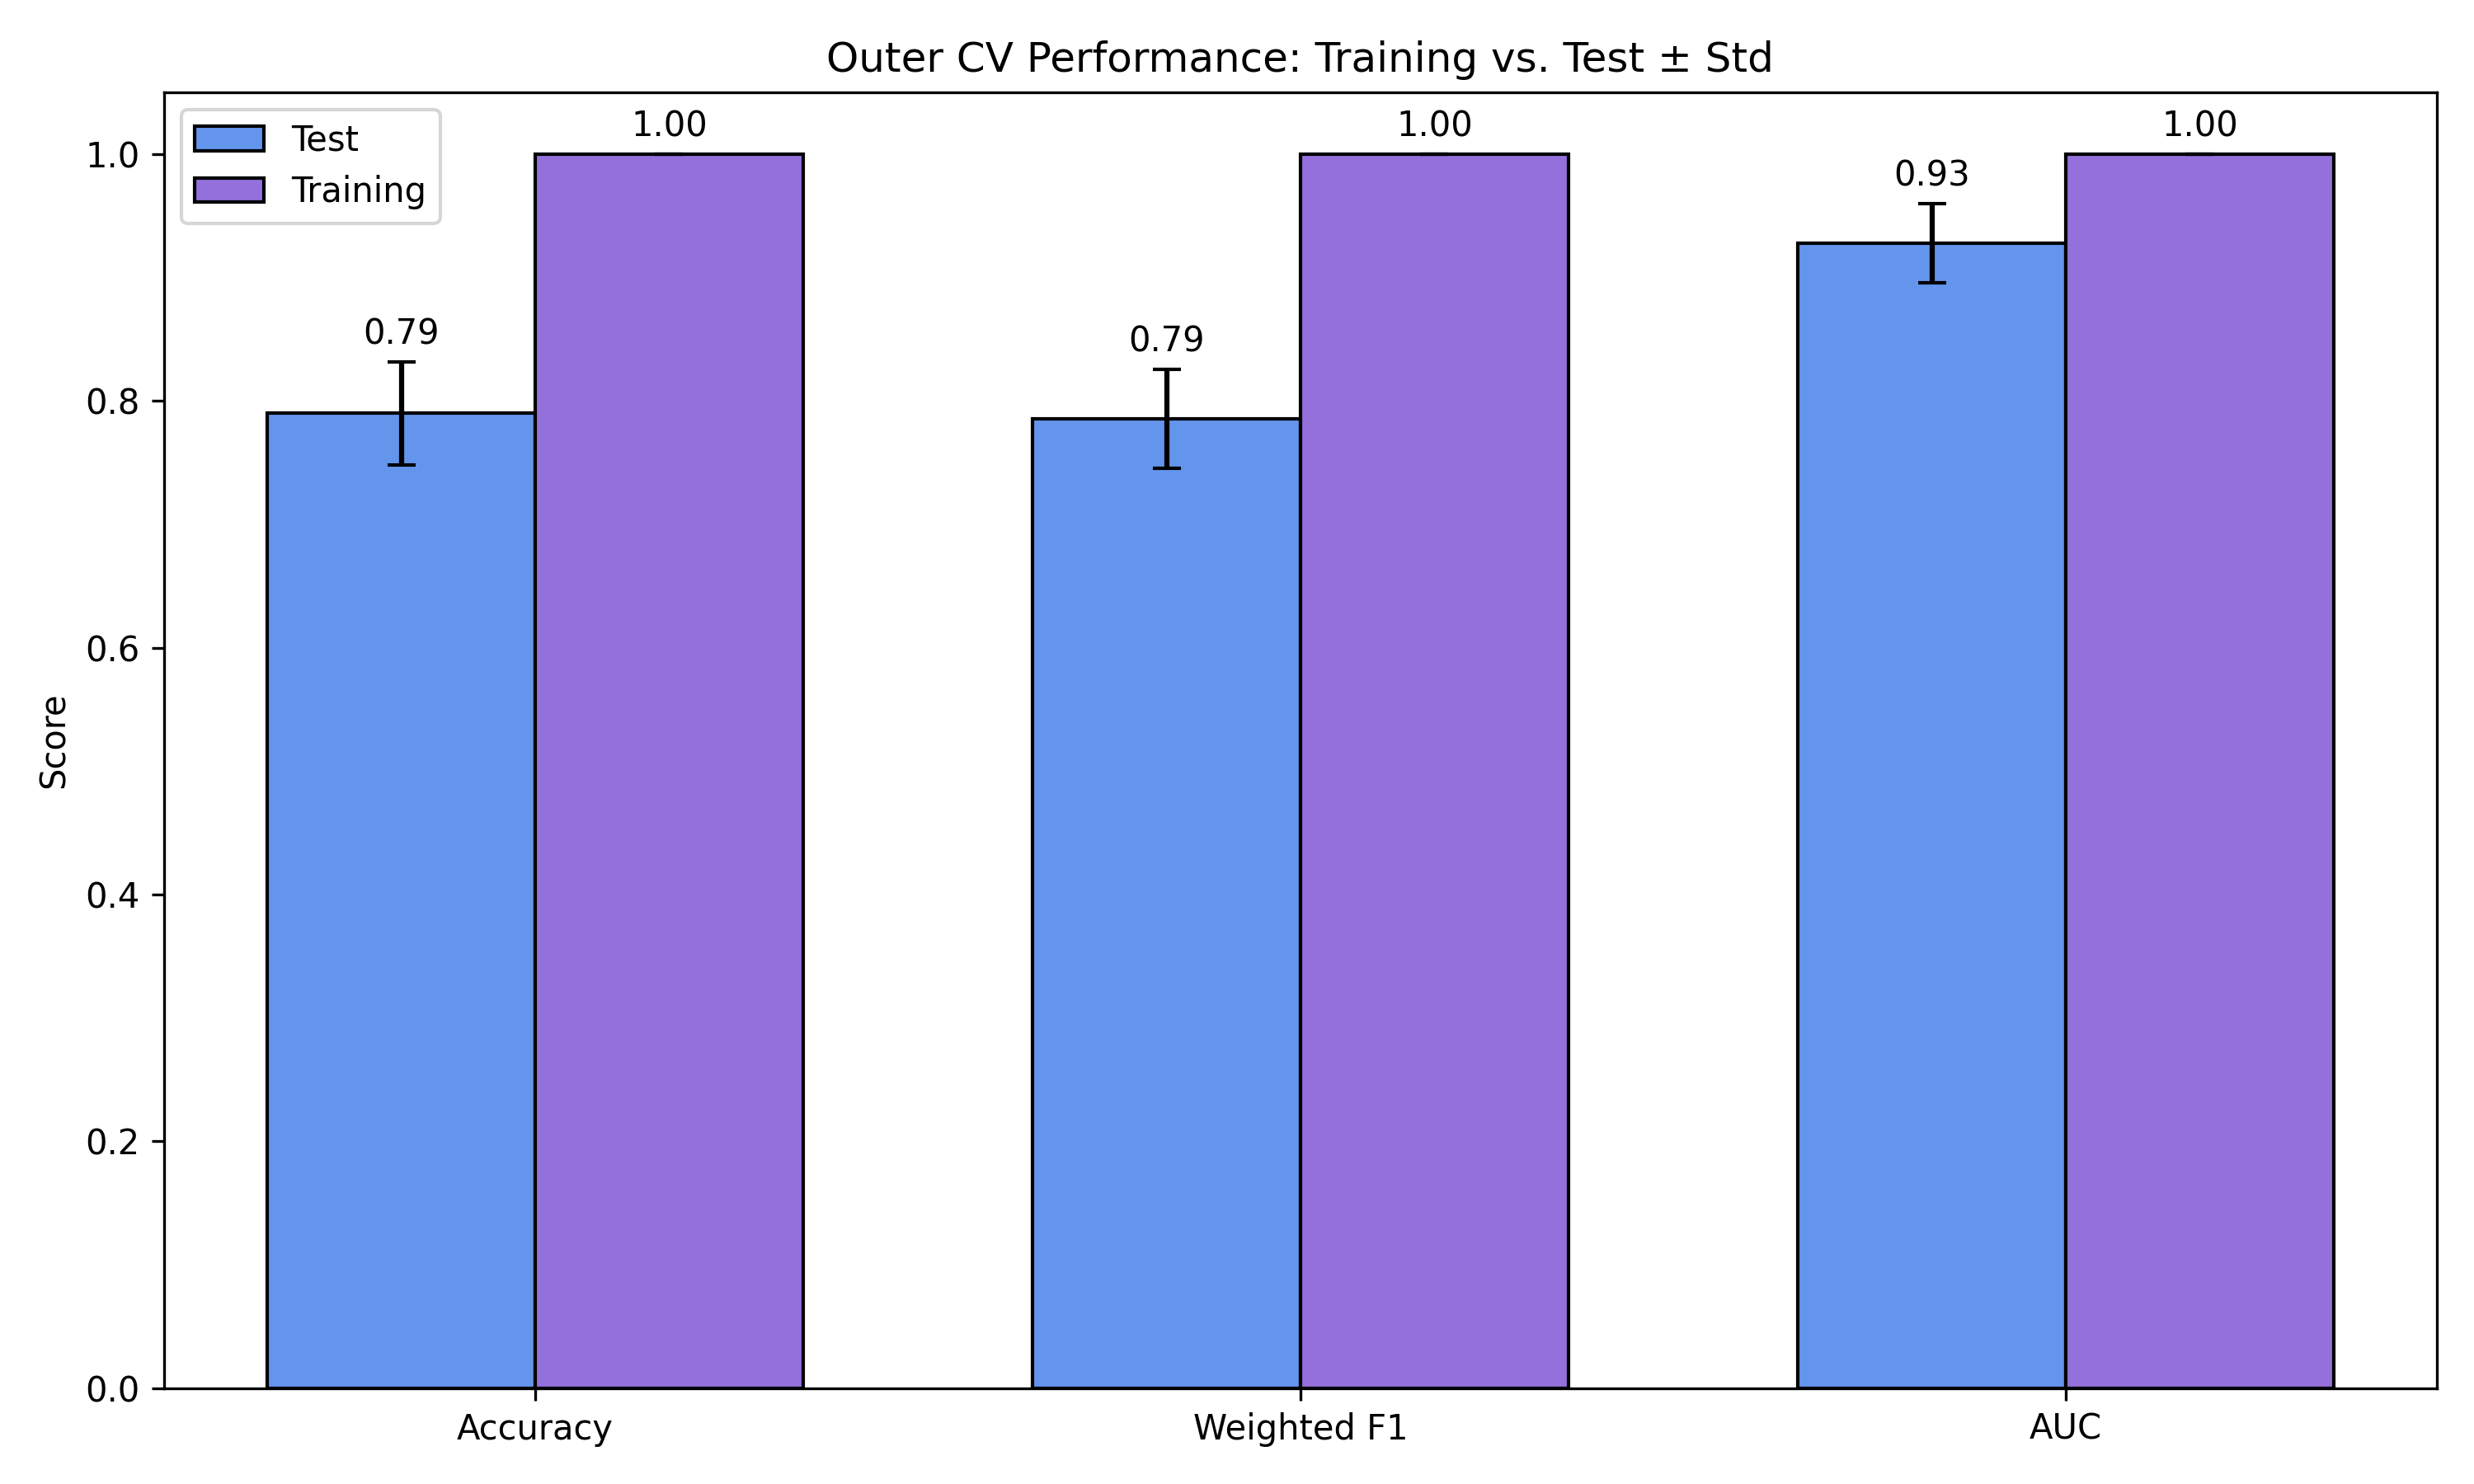 Outer CV Performance: Training vs. Test ± Std
Test
Training
1.00
1.00
1.00
0.93
0.79
0.79
1.0
0.8
0.6
0.4
0.2
0.0
Score
Accuracy
Weighted F1
AUC